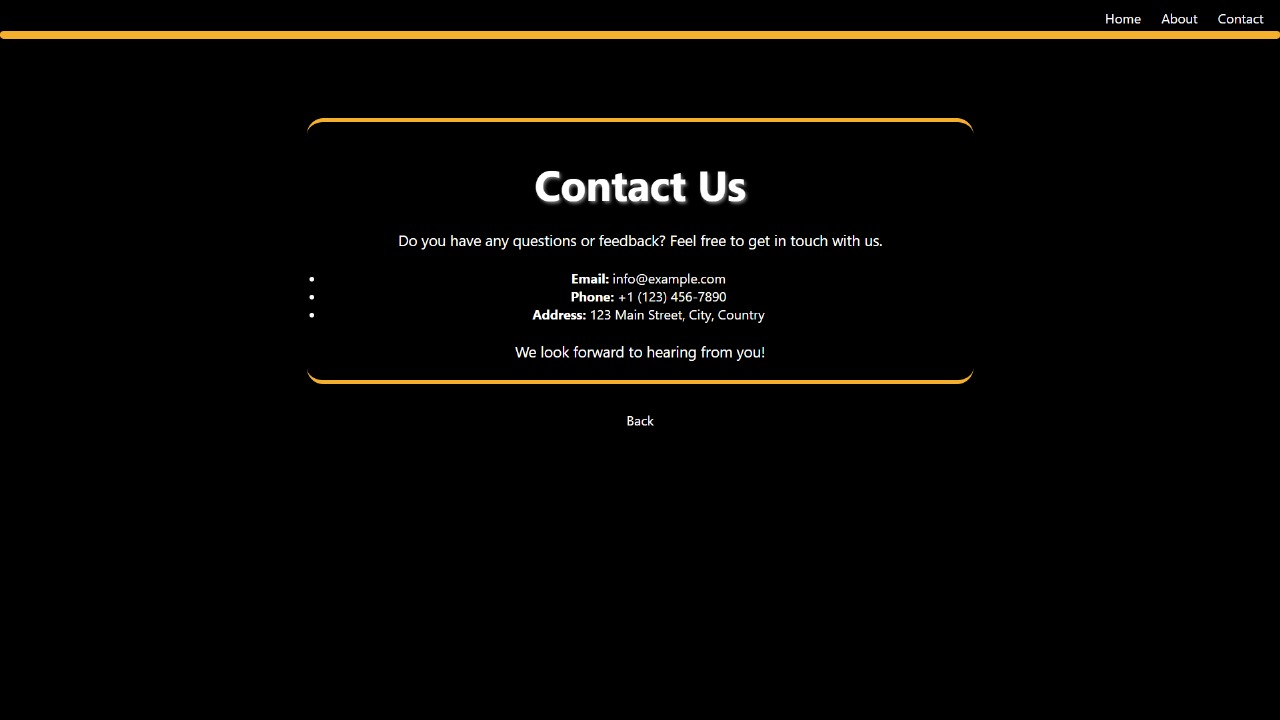 Home About Contact
Contact Us
Do you have any questions or feedback? Feel free to get in touch with us.
• Email: info@example.com
• Phone: +1 (123) 456-7890
• Address: 123 Main Street, City, Country
We look forward to hearing from you!
Back